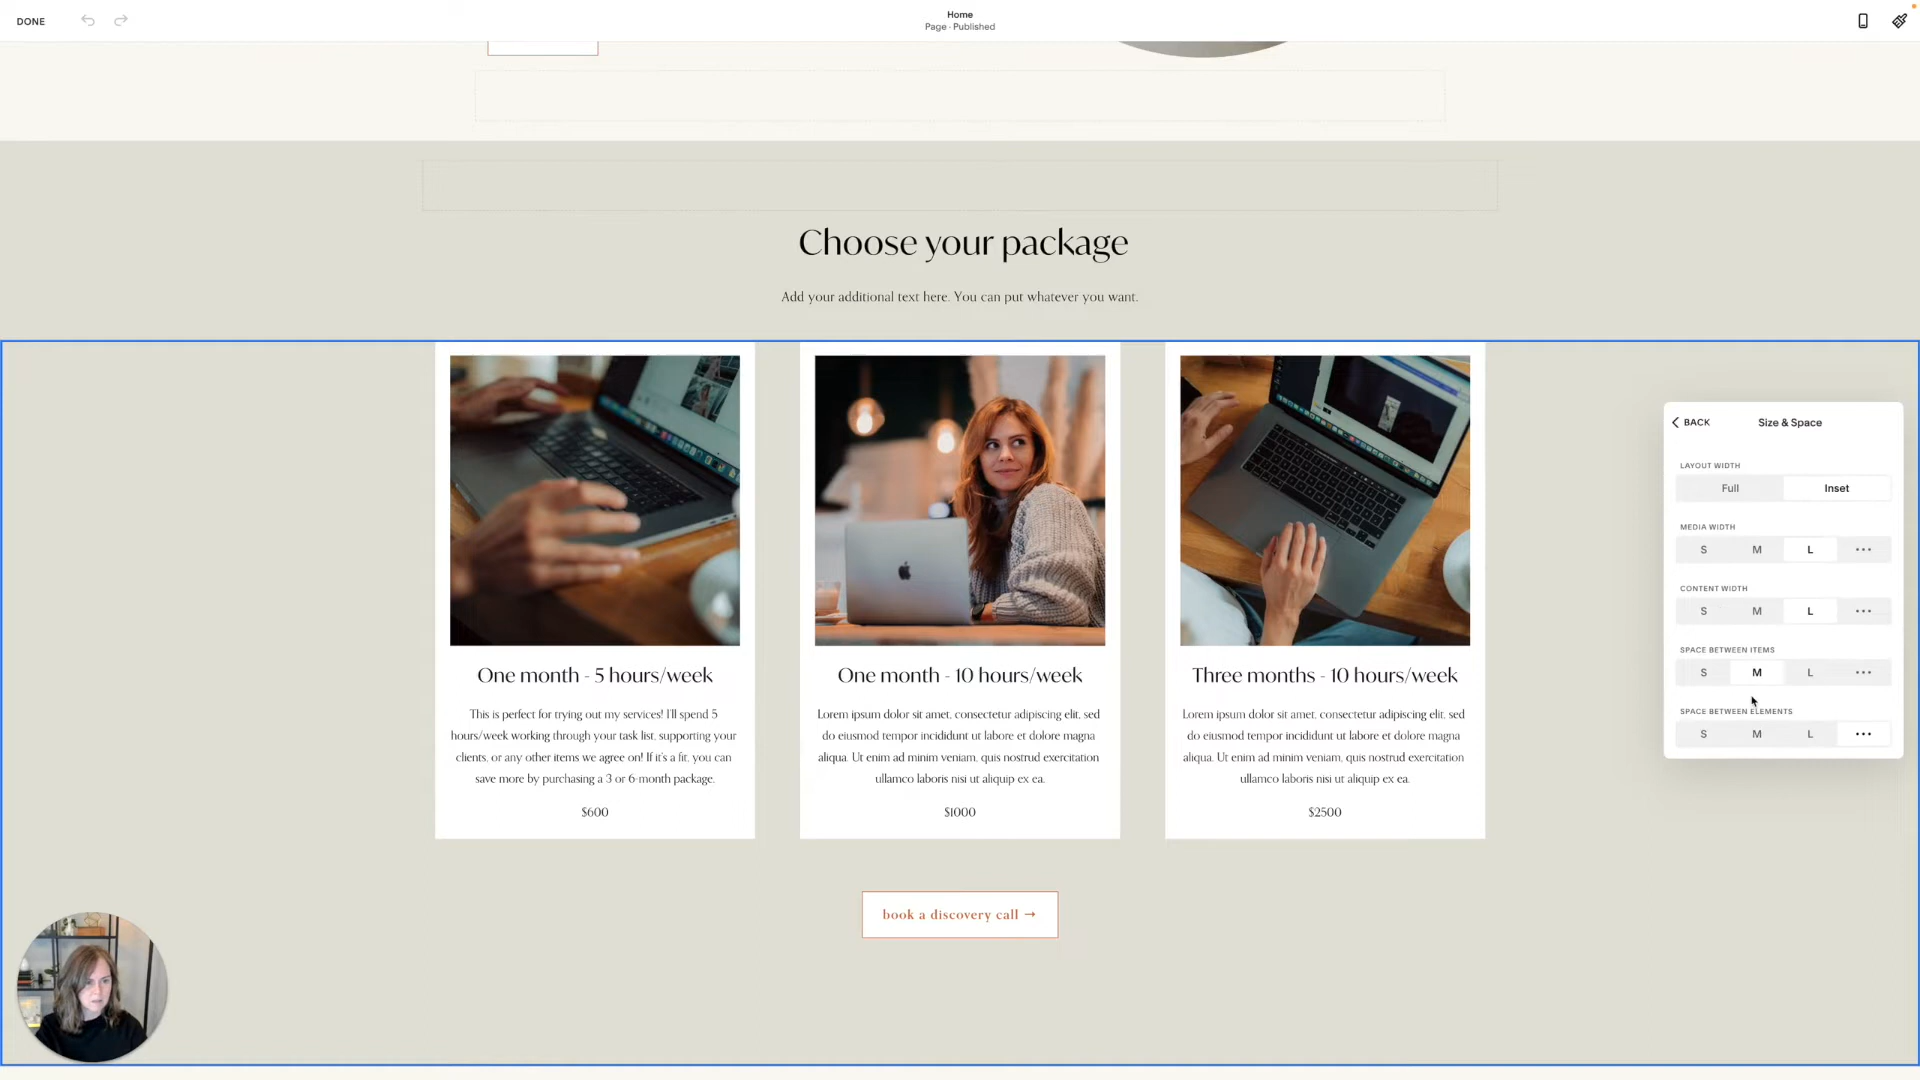 DONE
Home
Page · Published
Choose your package
Add your additional text here. You can put whatever you want.
One month - 5 hours/week
This is perfect for trying out my services! I'll spend 5
hours/week working through your task list, supporting your
clients, or any other items we agree on! If it's a fit, you can
save more by purchasing a 3 or 6-month package.
$600
One month - 10 hours/week
Lorem ipsum dolor sit amet, consectetur adipiscing elit, sed
do eiusmod tempor incididunt ut labore et dolore magna
aliqua. Ut enim ad minim veniam, quis nostrud exercitation
ullamco laboris nisi ut aliquip ex ea.
$1000
Three months - 10 hours/week
Lorem ipsum dolor sit amet, consectetur adipiscing elit, sed
do eiusmod tempor incididunt ut labore et dolore magna
aliqua. Ut enim ad minim veniam, quis nostrud exercitation
ullamco laboris nisi ut aliquip ex ea.
$2500
book a discovery call →
BACK
Size & Space
LAYOUT WIDTH
Full Inset
MEDIA WIDTH
S M L ...
CONTENT WIDTH
S M L ...
SPACE BETWEEN ITEMS
S M L ...
SPACE BETWEEN ELEMENTS
S M L ...